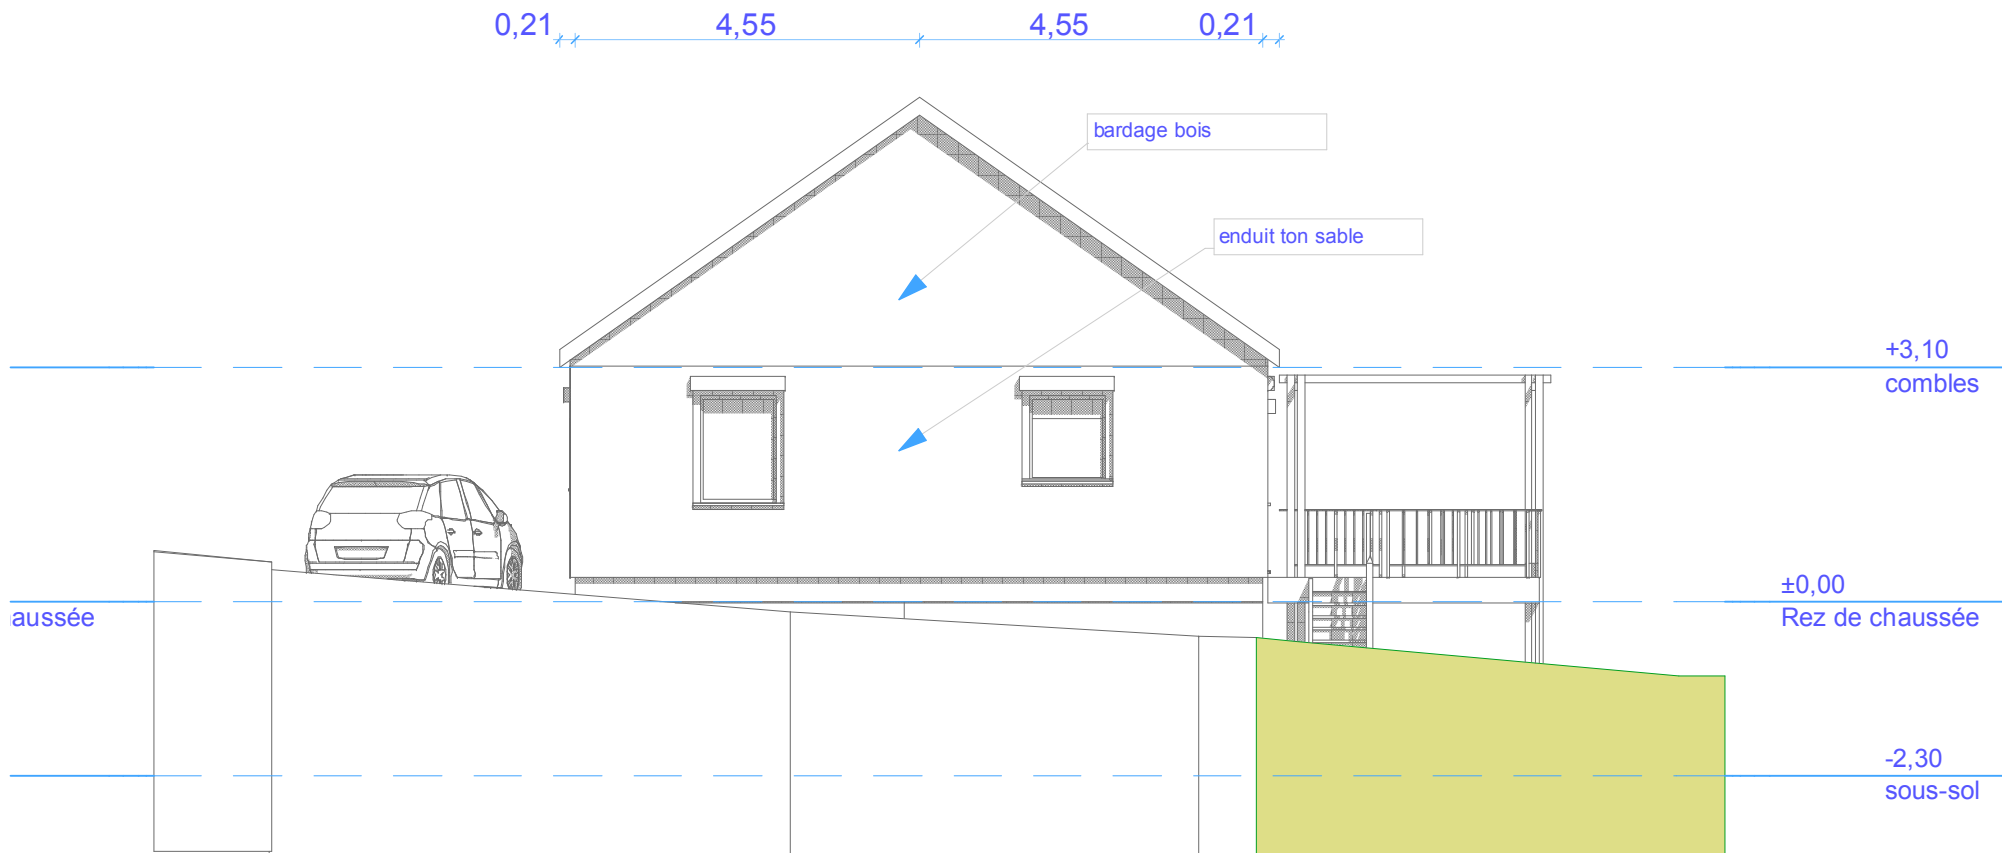 0,21 4,55 4,55 0,21
bardage bois
enduit ton sable
+3,10
combles
±0,00
Rez de chaussée
aussée
-2,30
sous-sol